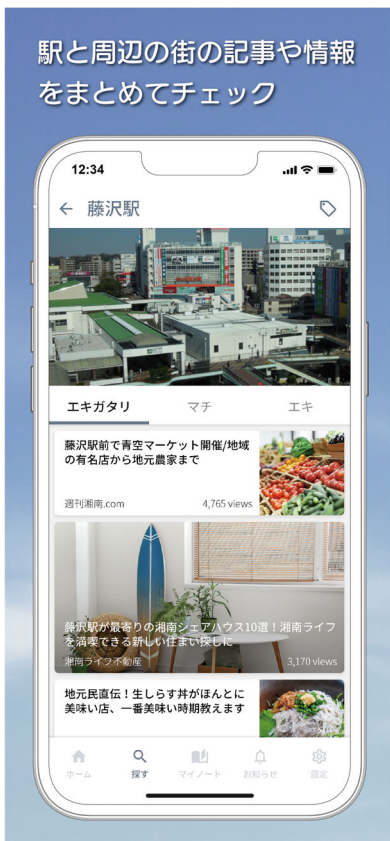 駅と周辺の街の記事や情報
をまとめてチェック
12:34
藤沢駅
エキガタリ
マチ
エキ
藤沢駅前で青空マーケット開催/地域
の有名店から地元農家まで
週刊湘南.com
4,765 views
藤沢駅が最寄りの湘南シェアハウス10選！湘南ライフ
を満喫できる新しい住まい探しに
湘南ライフ不動産
3,170 views
地元民直伝！生しらす丼がほんとに
美味い店、一番美味い時期教えます
ホーム
探す
マイノート
お知らせ
設定